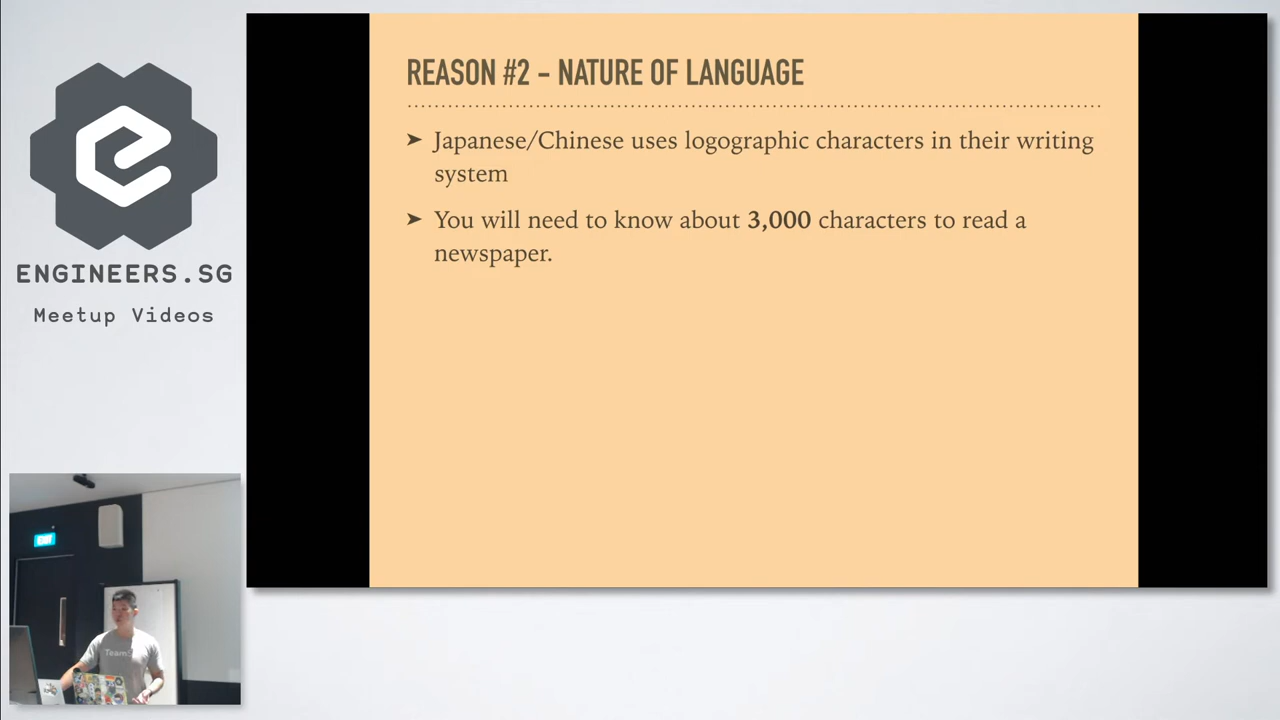 REASON #2 - NATURE OF LANGUAGE
➤ Japanese/Chinese uses logographic characters in their writing
system
➤ You will need to know about 3,000 characters to read a
newspaper.
ENGINEERS.SG
Meetup Videos
EXIT